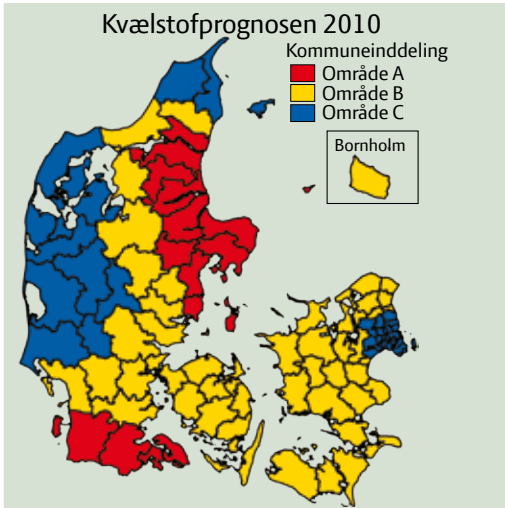 Kvælstofprognosen 2010
Kommuneinddeling
Område A
Område B
Område C
Bornholm